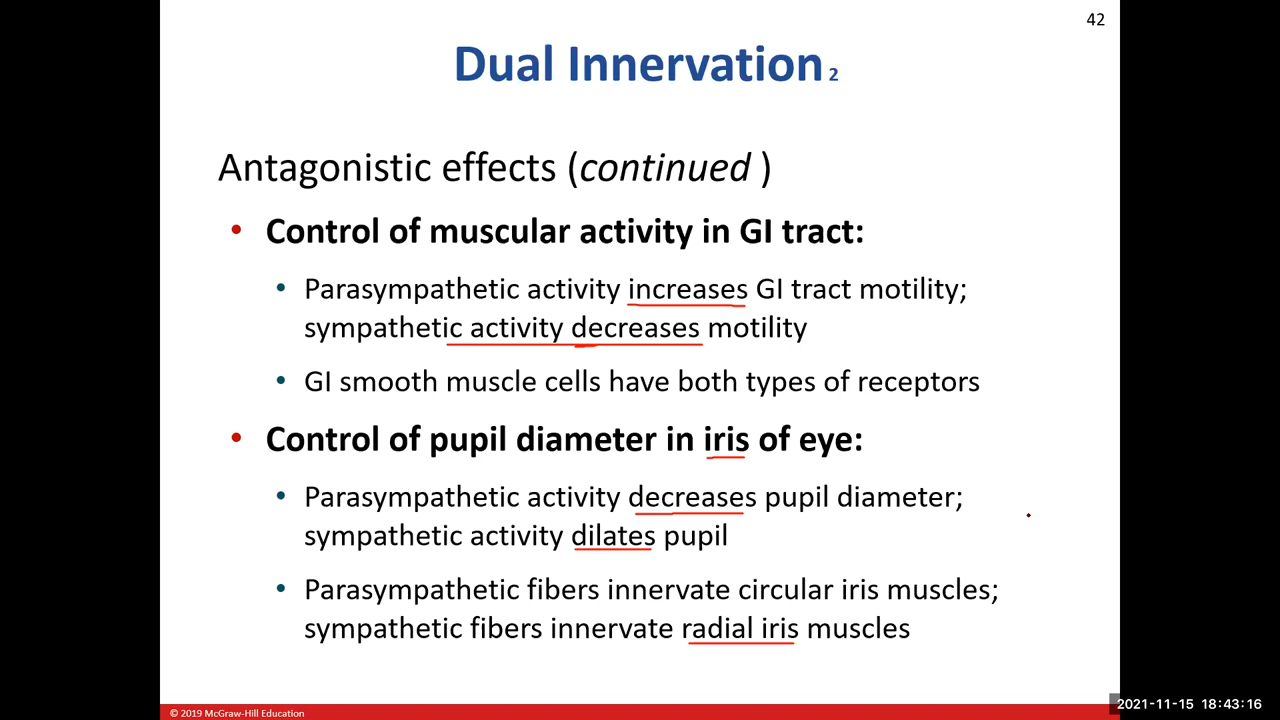 42
Dual Innervation 2
Antagonistic effects (continued )
• Control of muscular activity in GI tract:
• Parasympathetic activity increases GI tract motility;
sympathetic activity decreases motility
• GI smooth muscle cells have both types of receptors
• Control of pupil diameter in iris of eye:
• Parasympathetic activity decreases pupil diameter;
sympathetic activity dilates pupil
• Parasympathetic fibers innervate circular iris muscles;
sympathetic fibers innervate radial iris muscles
© 2019 McGraw-Hill Education
2021-11-15 18:43:16